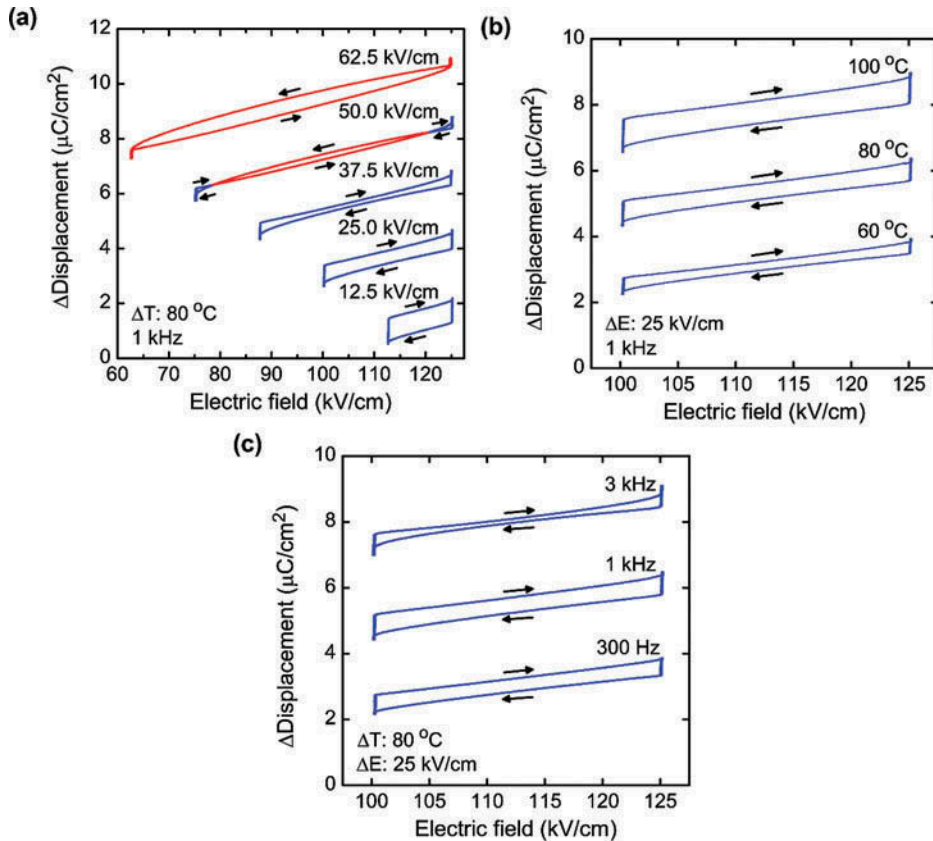 (a)
ΔDisplacement (μC/cm²)
12
10
8
6
4
2
0
62.5 kV/cm
50.0 kV/cm
37.5 kV/cm
25.0 kV/cm
12.5 kV/cm
ΔT: 80 °C
1 kHz
60 70 80 90 100 110 120
Electric field (kV/cm)
(b)
ΔDisplacement (μC/cm²)
10
8
6
4
2
0
100 °C
80 °C
60 °C
ΔE: 25 kV/cm
1 kHz
100 105 110 115 120 125
Electric field (kV/cm)
(c)
ΔDisplacement (μC/cm²)
10
8
6
4
2
0
3 kHz
1 kHz
300 Hz
ΔT: 80 °C
ΔE: 25 kV/cm
100 105 110 115 120 125
Electric field (kV/cm)